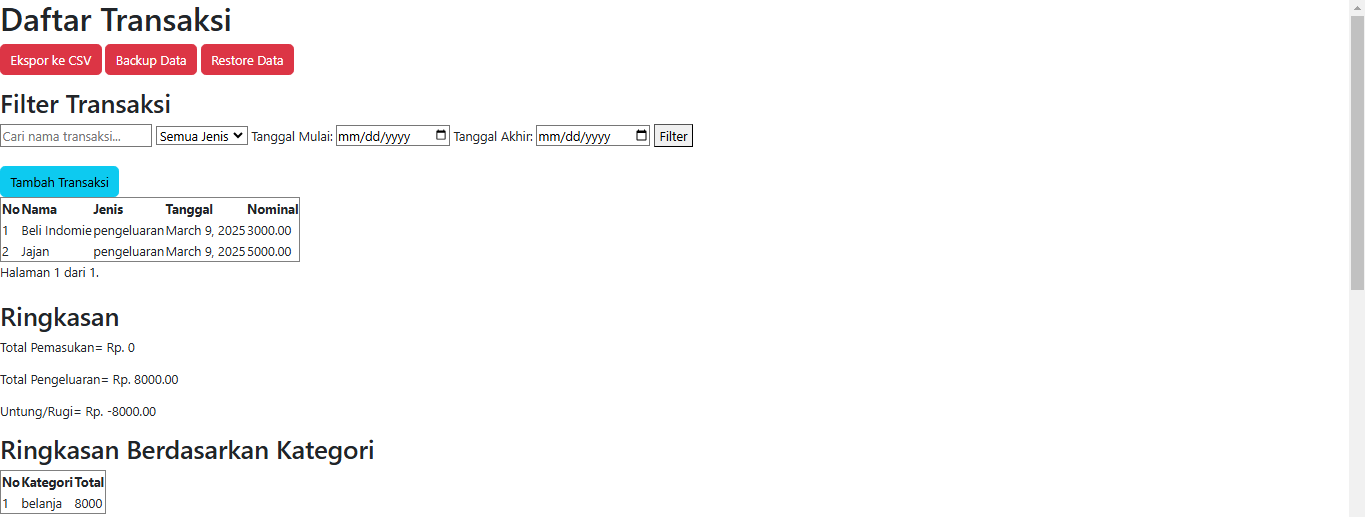 Daftar Transaksi
Ekspor ke CSV Backup Data Restore Data
Filter Transaksi
Cari nama transaksi... Semua Jenis Tanggal Mulai: mm/dd/yyyy Tanggal Akhir: mm/dd/yyyy Filter
Tambah Transaksi
No Nama Jenis Tanggal Nominal
1 Beli Indomie pengeluaran March 9, 2025 3000.00
2 Jajan pengeluaran March 9, 2025 5000.00
Halaman 1 dari 1.
Ringkasan
Total Pemasukan= Rp. 0
Total Pengeluaran= Rp. 8000.00
Untung/Rugi= Rp. -8000.00
Ringkasan Berdasarkan Kategori
No Kategori Total
1 belanja 8000